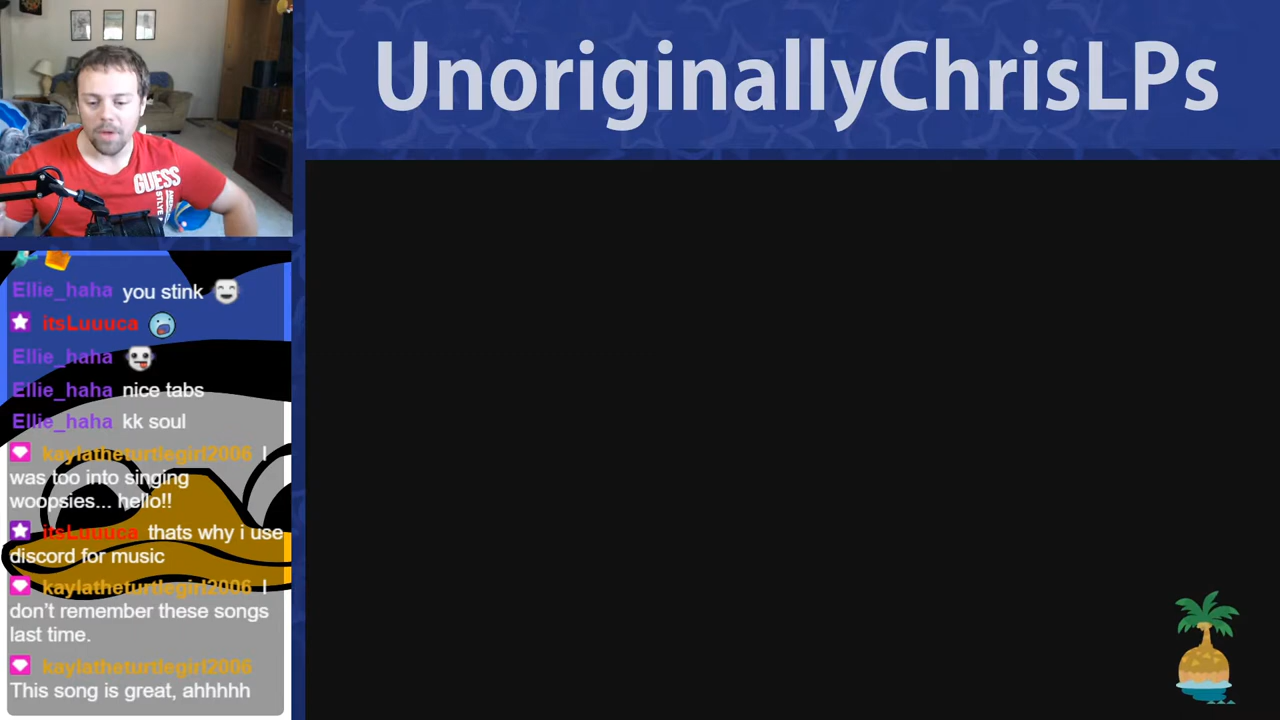 UnoriginallyChrisLPs
GUESS
Ellie_haha you stink
itsLuuuca
Ellie_haha
Ellie_haha nice tabs
Ellie_haha kk soul
kaylatheturtlegirl2006 I
was too into singing
woopsies... hello!!
itsLuuuca thats why i use
discord for music
kaylatheturtlegirl2006 I
don't remember these songs
last time.
kaylatheturtlegirl2006
This song is great, ahhhhh